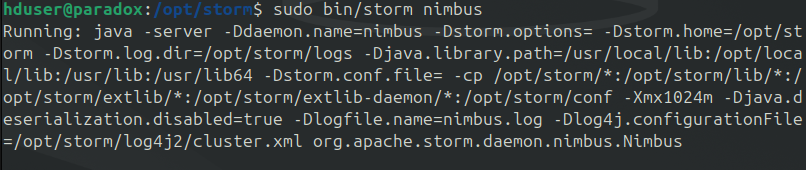 hduser@paradox:/opt/storm$ sudo bin/storm nimbus
Running: java -server -Ddaemon.name=nimbus -Dstorm.options= -Dstorm.home=/opt/st
orm -Dstorm.log.dir=/opt/storm/logs -Djava.library.path=/usr/local/lib:/opt/loca
l/lib:/usr/lib:/usr/lib64 -Dstorm.conf.file= -cp /opt/storm/*:/opt/storm/lib/*:/
opt/storm/extlib/*:/opt/storm/extlib-daemon/*:/opt/storm/conf -Xmx1024m -Djava.d
eserialization.disabled=true -Dlogfile.name=nimbus.log -Dlog4j.configurationFile
=/opt/storm/log4j2/cluster.xml org.apache.storm.daemon.nimbus.Nimbus